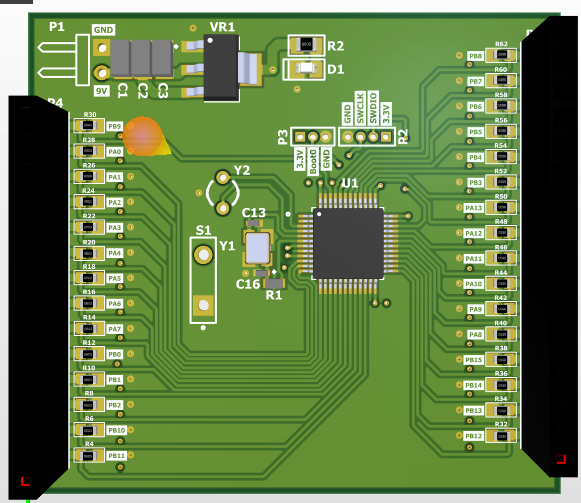 P1
GND
9V
C1
C2
C3
VR1
R2
D1
P4
R30
PB9
R28
PA0
R26
PA1
R24
PA2
R22
PA3
R20
PA4
R18
PA5
R16
PA6
R14
PA7
R12
PB0
R10
PB1
R8
PB2
R6
PB10
R4
PB11
Y2
S1
C13
Y1
C16
R1
P3
3.3V
Boot0
GND
GND
SWCLK
SWDIO
3.3V
P2
U1
R62
PB8
R60
PB7
R58
PB6
R56
PB5
R54
PB4
R52
PB3
R50
PA13
R48
PA12
R46
PA11
R44
PA10
R42
PA9
R40
PA8
R38
PB15
R36
PB14
R34
PB13
R32
PB12